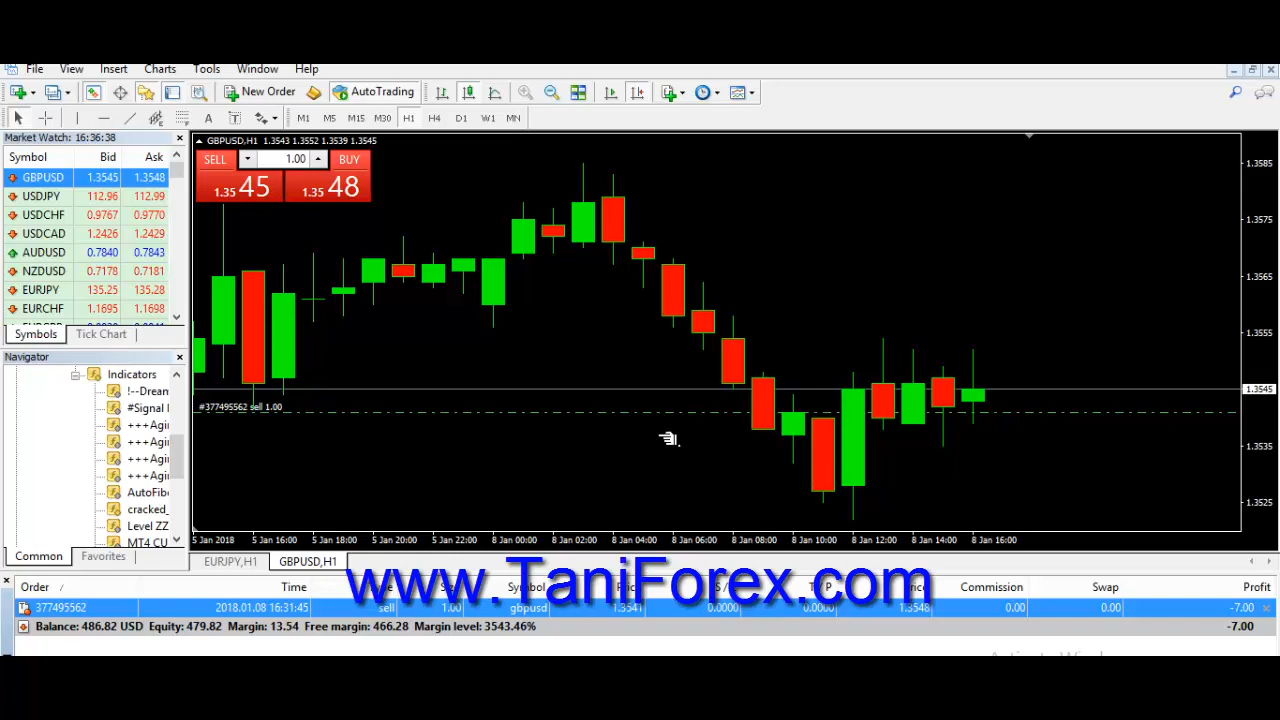 File View Insert Charts Tools Window Help
New Order AutoTrading
M1 M5 M15 M30 H1 H4 D1 W1 MN
Market Watch: 16:36:38
Symbol Bid Ask
GBPUSD 1.3545 1.3548
USDJPY 112.96 112.99
USDCHF 0.9767 0.9770
USDCAD 1.2426 1.2429
AUDUSD 0.7840 0.7843
NZDUSD 0.7178 0.7181
EURJPY 135.25 135.28
EURCHF 1.1695 1.1698
Symbols Tick Chart
Navigator
Indicators
!--Drean
#Signal
+++Agin
+++Agin
+++Agin
+++Agin
AutoFibo
cracked_
Level ZZ
MT4 CU
Common Favorites
GBPUSD,H1 1.3543 1.3552 1.3539 1.3545
SELL 1.00 BUY
1.35 45 1.35 48
#377495562 sell 1.00
1.3585
1.3575
1.3565
1.3555
1.3545
1.3535
1.3525
5 Jan 2018 5 Jan 16:00 5 Jan 18:00 5 Jan 20:00 5 Jan 22:00 8 Jan 00:00 8 Jan 02:00 8 Jan 04:00 8 Jan 06:00 8 Jan 08:00 8 Jan 10:00 8 Jan 12:00 8 Jan 14:00 8 Jan 16:00
EURJPY,H1 GBPUSD,H1
www.TaniForex.com
Order / Time Symbol Commission Swap Profit
377495562 2018.01.08 16:31:45 sell 1.00 gbpusd 1.3541 0.0000 0.0000 1.3548 0.00 0.00 -7.00
Balance: 486.82 USD Equity: 479.82 Margin: 13.54 Free margin: 466.28 Margin level: 3543.46% -7.00